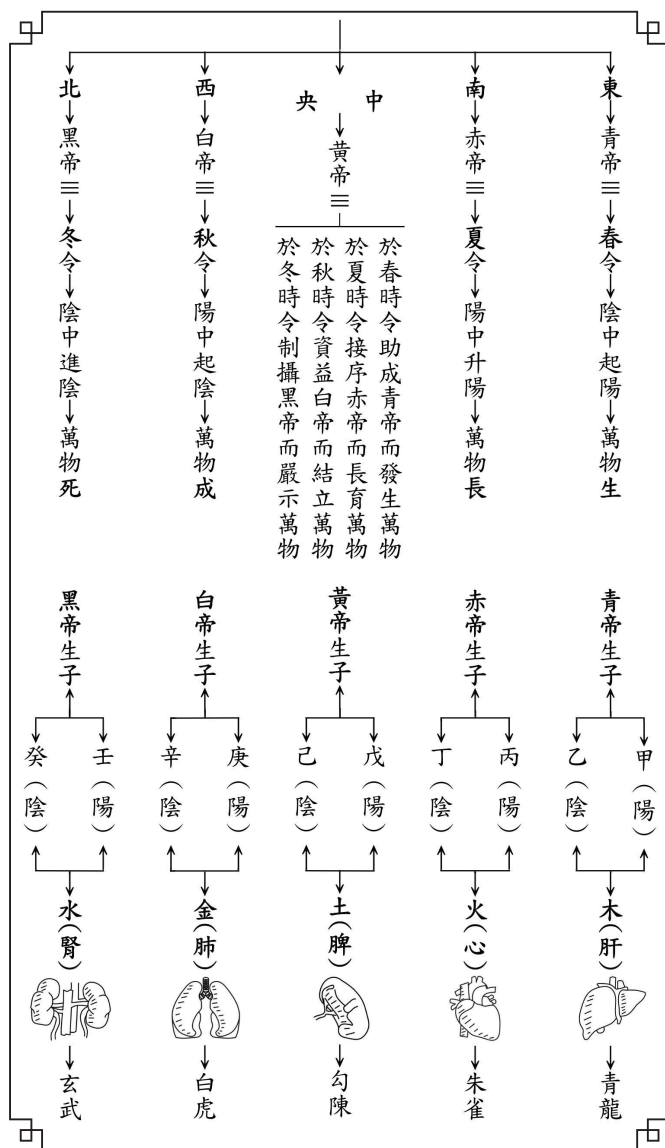 東
青帝
春令
陰中起陽
萬物生
南
赤帝
夏令
陽中升陽
萬物長
中央
黃帝
於春時令助成青帝而發生萬物
於夏時令接序赤帝而長育萬物
於秋時令資益白帝而結立萬物
於冬時令制攝黑帝而嚴示萬物
西
白帝
秋令
陽中起陰
萬物成
北
黑帝
冬令
陰中進陰
萬物死
青帝生子
甲(陽)
乙(陰)
木(肝)
青龍
赤帝生子
丙(陽)
丁(陰)
火(心)
朱雀
黃帝生子
戊(陽)
己(陰)
土(脾)
勾陳
白帝生子
庚(陽)
辛(陰)
金(肺)
白虎
黑帝生子
壬(陽)
癸(陰)
水(腎)
玄武